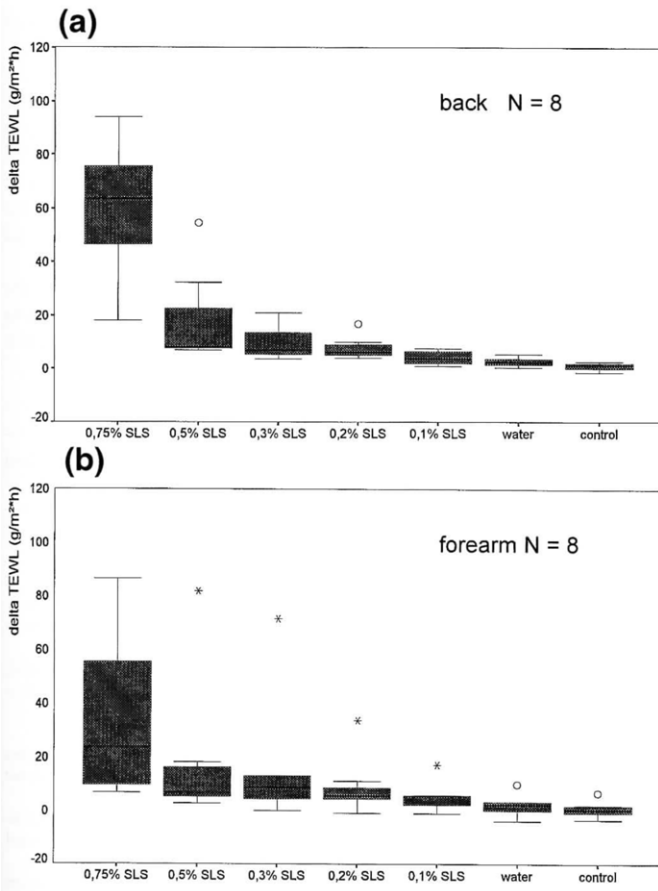 (a)
120
100
80
60
40
20
0
-20
delta TEWL (g/m²*h)
back N = 8
0,75% SLS 0,5% SLS 0,3% SLS 0,2% SLS 0,1% SLS water control
(b)
120
100
80
60
40
20
0
-20
delta TEWL (g/m²*h)
forearm N = 8
0,75% SLS 0,5% SLS 0,3% SLS 0,2% SLS 0,1% SLS water control